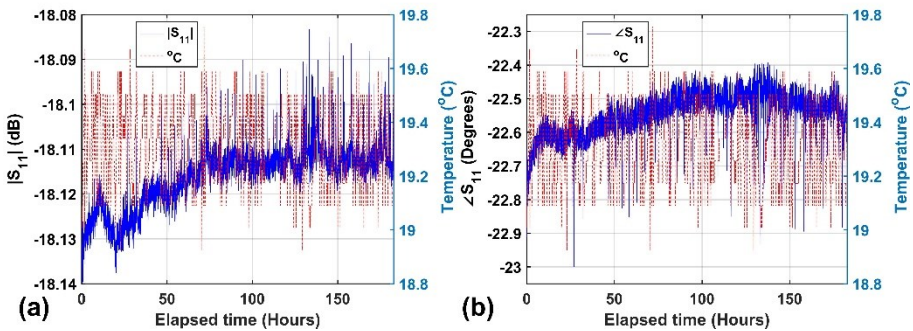 -18.08
-18.09
-18.1
-18.11
-18.12
-18.13
-18.14
|S11| (dB)
|S11|
°C
19.8
19.6
19.4
19.2
19
18.8
Temperature (°C)
0
50
100
150
Elapsed time (Hours)
(a)
-22.3
-22.4
-22.5
-22.6
-22.7
-22.8
-22.9
-23
∠S11 (Degrees)
∠S11
°C
19.8
19.6
19.4
19.2
19
18.8
Temperature (°C)
0
50
100
150
Elapsed time (Hours)
(b)